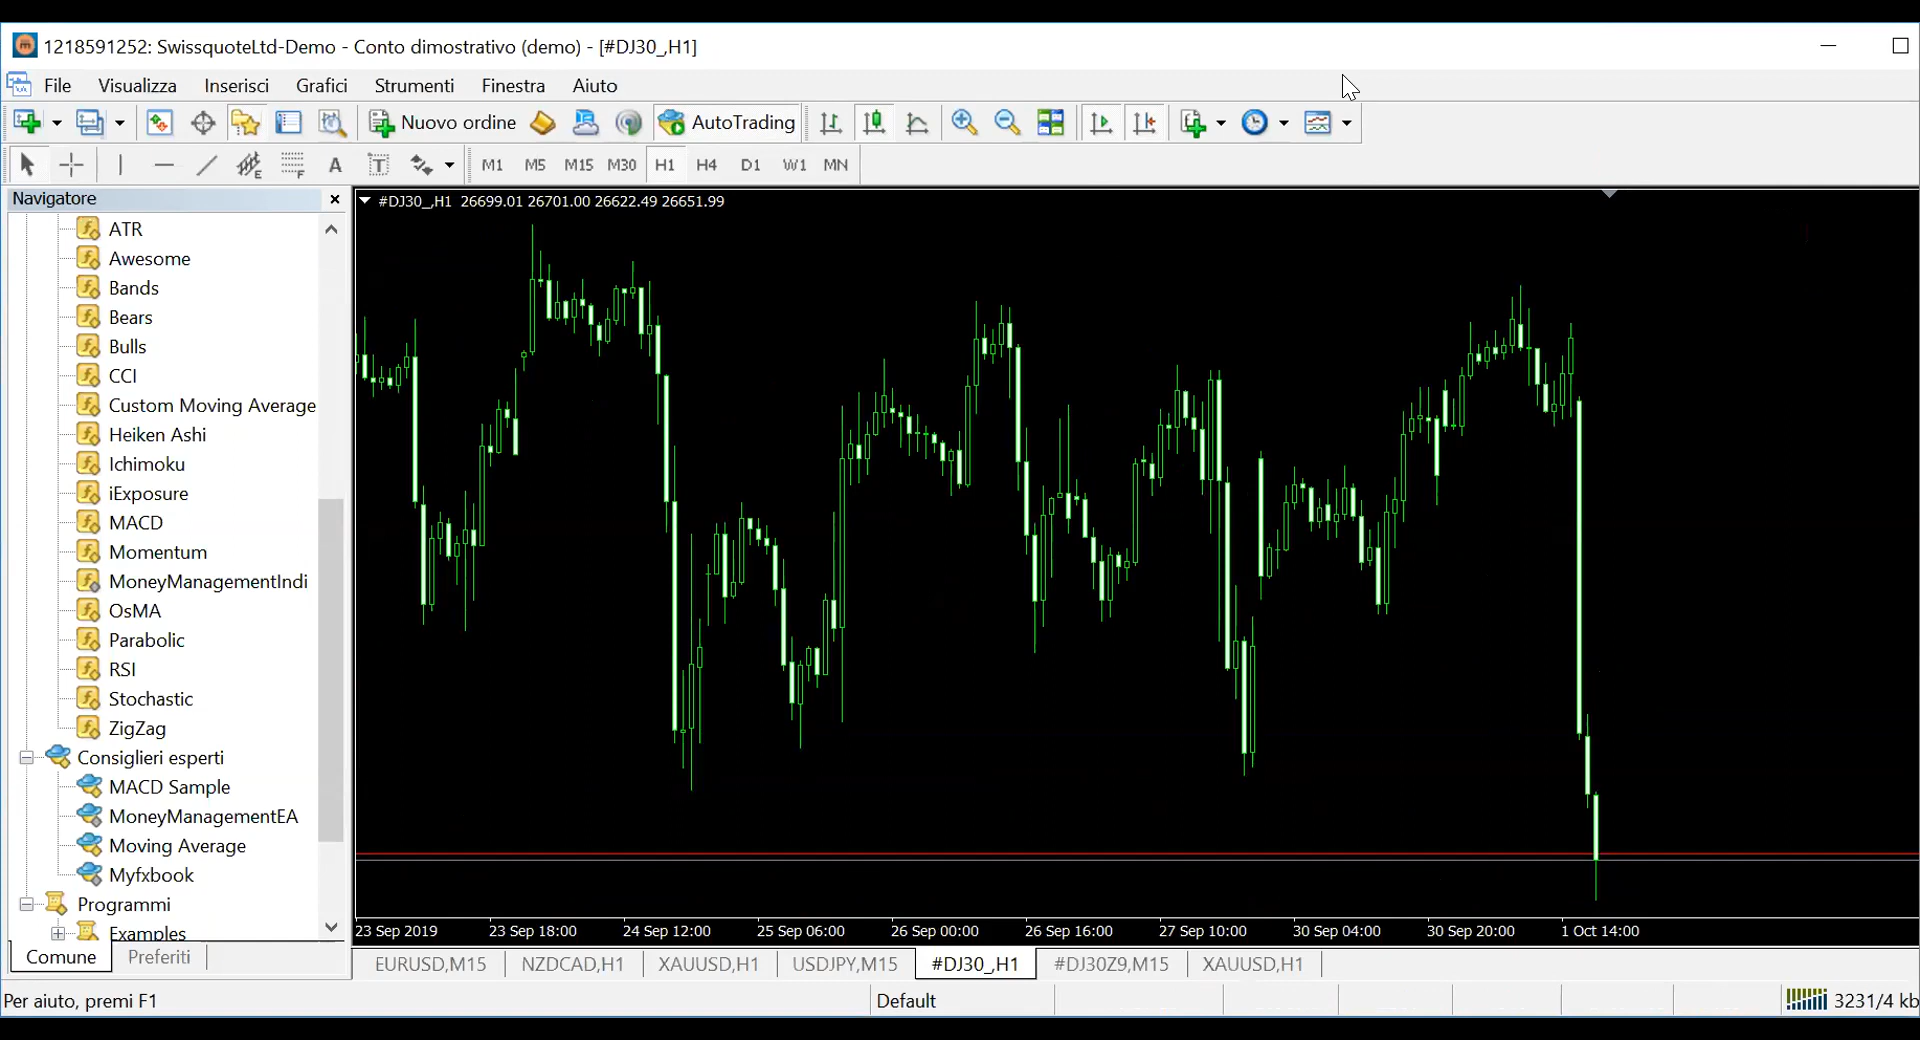 1218591252: SwissquoteLtd-Demo - Conto dimostrativo (demo) - [#DJ30_,H1]
File Visualizza Inserisci Grafici Strumenti Finestra Aiuto
Nuovo ordine AutoTrading
E F A T M1 M5 M15 M30 H1 H4 D1 W1 MN
Navigatore
#DJ30_,H1 26699.01 26701.00 26622.49 26651.99
ATR
Awesome
Bands
Bears
Bulls
CCI
Custom Moving Average
Heiken Ashi
Ichimoku
iExposure
MACD
Momentum
MoneyManagementIndi
OsMA
Parabolic
RSI
Stochastic
ZigZag
Consiglieri esperti
MACD Sample
MoneyManagementEA
Moving Average
Myfxbook
Programmi
Examples
23 Sep 2019 23 Sep 18:00 24 Sep 12:00 25 Sep 06:00 26 Sep 00:00 26 Sep 16:00 27 Sep 10:00 30 Sep 04:00 30 Sep 20:00 1 Oct 14:00
Comune Preferiti
EURUSD,M15 NZDCAD,H1 XAUUSD,H1 USDJPY,M15 #DJ30_,H1 #DJ30Z9,M15 XAUUSD,H1
Per aiuto, premi F1 Default 3231/4 kb